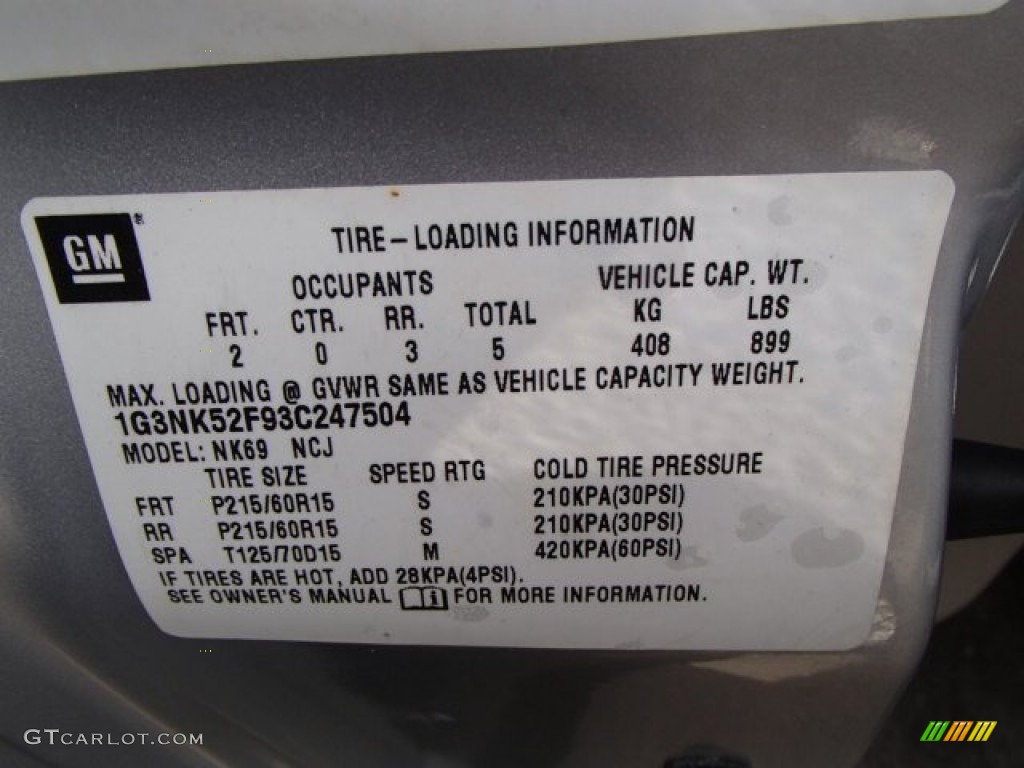 GM®
TIRE-LOADING INFORMATION
OCCUPANTS VEHICLE CAP. WT.
FRT. CTR. RR. TOTAL KG LBS
2 0 3 5 408 899
MAX. LOADING @ GVWR SAME AS VEHICLE CAPACITY WEIGHT.
1G3NK52F93C247504
MODEL: NK69 NCJ
TIRE SIZE SPEED RTG COLD TIRE PRESSURE
FRT P215/60R15 S 210KPA(30PSI)
RR P215/60R15 S 210KPA(30PSI)
SPA T125/70D15 M 420KPA(60PSI)
IF TIRES ARE HOT, ADD 28KPA(4PSI).
SEE OWNER'S MANUAL i FOR MORE INFORMATION.
GTCARLOT.COM